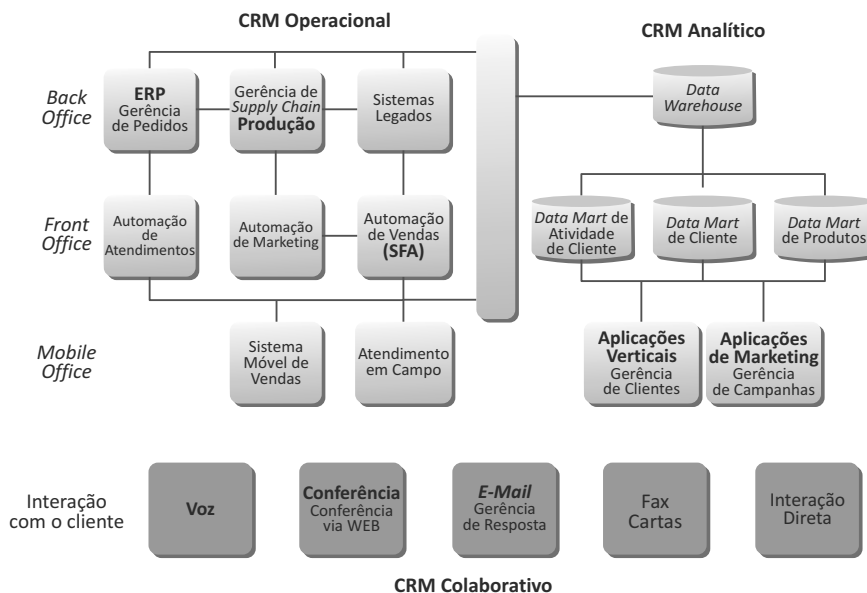 CRM Operacional
CRM Analítico
Back
Office
ERP
Gerência
de Pedidos
Gerência de
Supply Chain
Produção
Sistemas
Legados
Data
Warehouse
Front
Office
Automação
de
Atendimentos
Automação
de Marketing
Automação
de Vendas
(SFA)
Data Mart de
Atividade
de Cliente
Data Mart
de Cliente
Data Mart
de Produtos
Mobile
Office
Sistema
Móvel de
Vendas
Atendimento
em Campo
Aplicações
Verticais
Gerência
de Clientes
Aplicações
de Marketing
Gerência
de Campanhas
Interação
com o cliente
Voz
Conferência
Conferência
via WEB
E-Mail
Gerência
de Resposta
Fax
Cartas
Interação
Direta
CRM Colaborativo